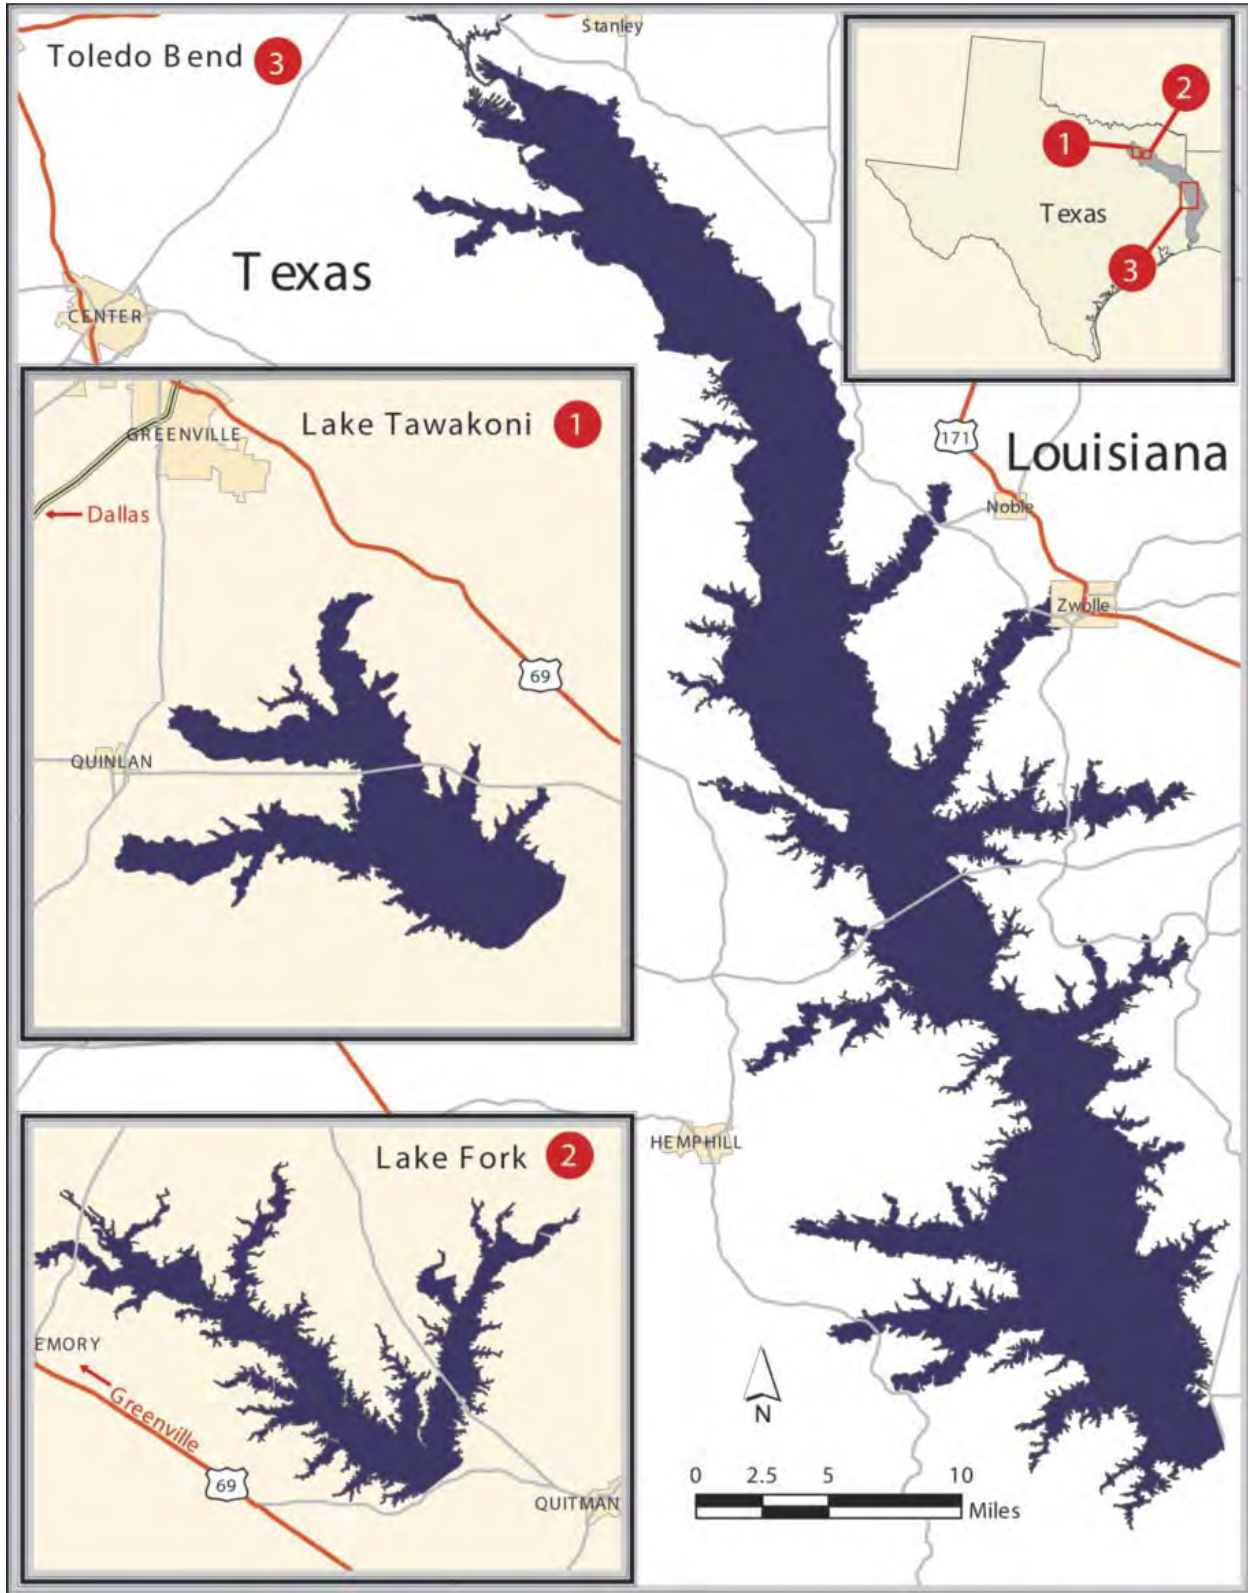 Stanley
Toledo Bend 3
2
1
Texas
3
Texas
CENTER
171
Louisiana
Noble
Zwolle
Lake Tawakoni 1
GREENVILLE
Dallas
69
QUINLAN
HEMPHILL
Lake Fork 2
EMORY
Greenville
69
QUITMAN
N
0 2.5 5 10
Miles